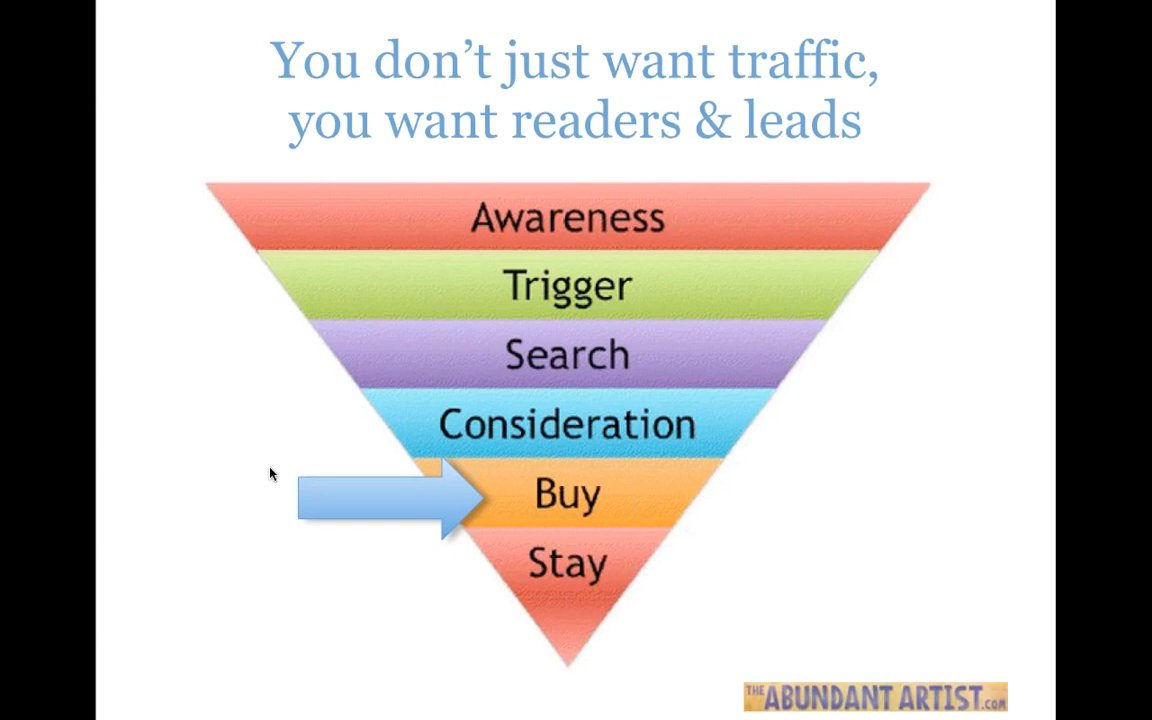 You don’t just want traffic,
you want readers & leads
Awareness
Trigger
Search
Consideration
Buy
Stay
THE ABUNDANT ARTIST.COM